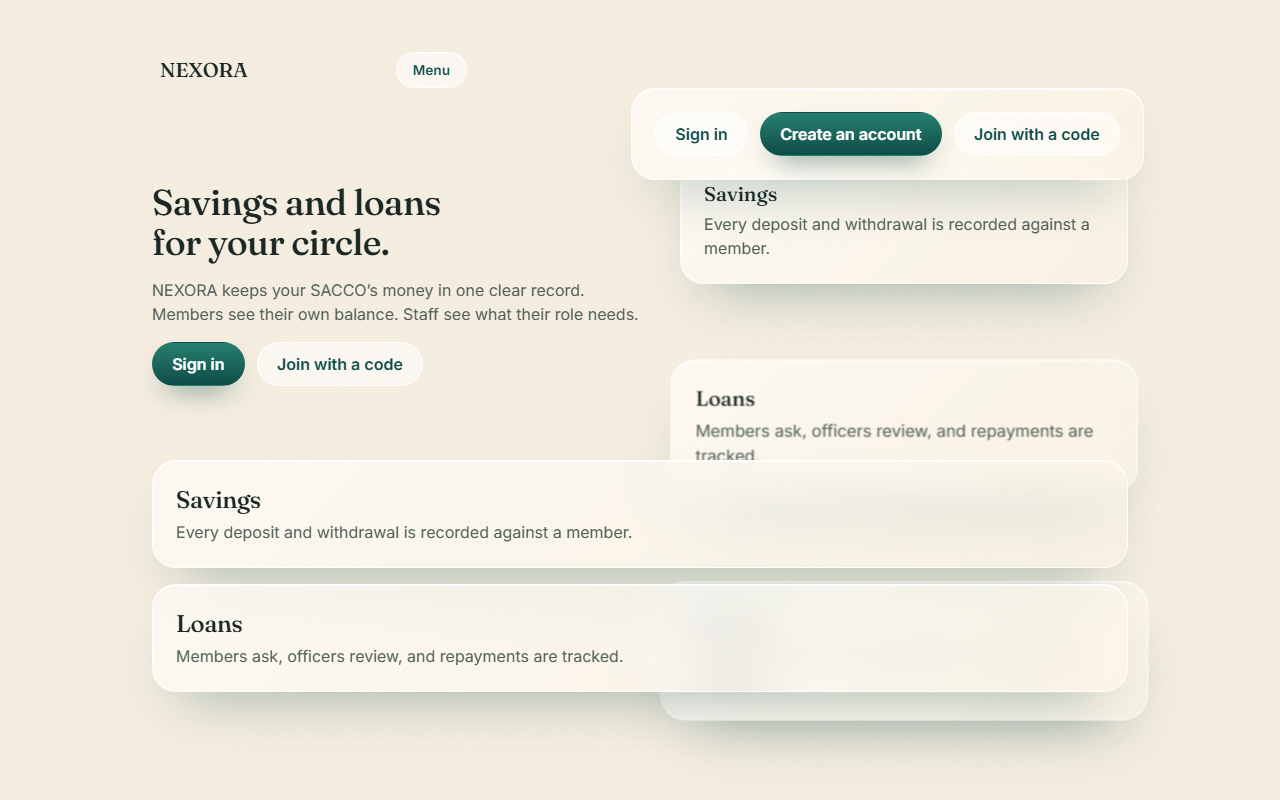 NEXORA
Menu
Sign in
Create an account
Join with a code
Savings and loans
for your circle.
NEXORA keeps your SACCO’s money in one clear record.
Members see their own balance. Staff see what their role needs.
Sign in
Join with a code
Savings
Every deposit and withdrawal is recorded against a
member.
Loans
Members ask, officers review, and repayments are
tracked.
Savings
Every deposit and withdrawal is recorded against a member.
Loans
Members ask, officers review, and repayments are tracked.